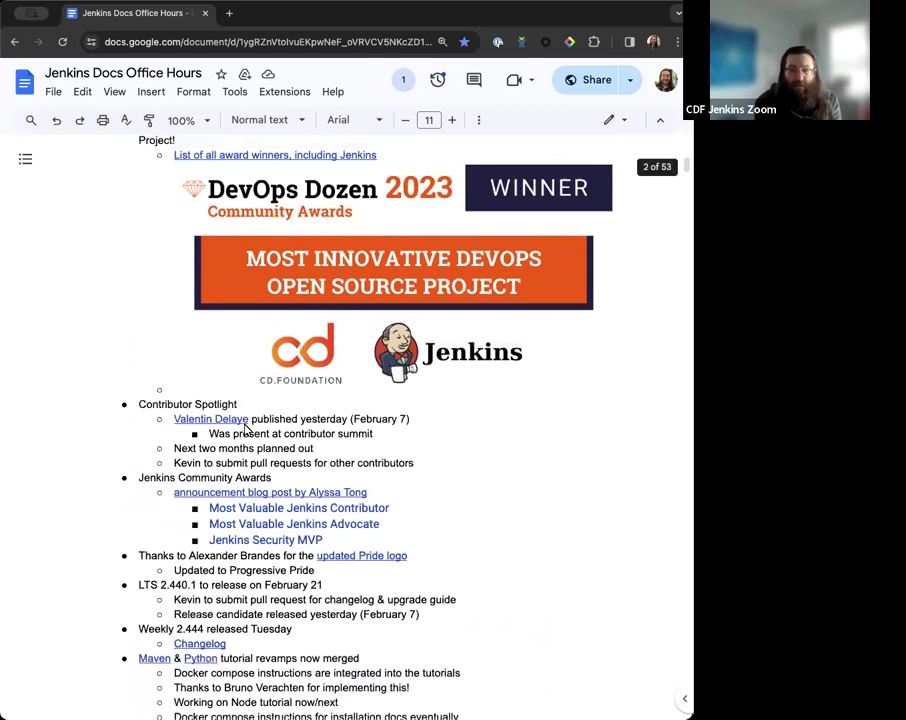 Jenkins Docs Office Hours -
docs.google.com/document/d/1ygRZnVtoIvuEKpwNeF_oVRVCV5NKcZD1...
Jenkins Docs Office Hours
File Edit View Insert Format Tools Extensions Help
1
Share
100% Normal text Arial 11
CDF Jenkins Zoom
2 of 53
Project!
List of all award winners, including Jenkins
DevOps Dozen 2023
Community Awards
WINNER
MOST INNOVATIVE DEVOPS
OPEN SOURCE PROJECT
cd
CD.FOUNDATION
Jenkins
Contributor Spotlight
Valentin Delaye published yesterday (February 7)
Was present at contributor summit
Next two months planned out
Kevin to submit pull requests for other contributors
Jenkins Community Awards
announcement blog post by Alyssa Tong
Most Valuable Jenkins Contributor
Most Valuable Jenkins Advocate
Jenkins Security MVP
Thanks to Alexander Brandes for the updated Pride logo
Updated to Progressive Pride
LTS 2.440.1 to release on February 21
Kevin to submit pull request for changelog & upgrade guide
Release candidate released yesterday (February 7)
Weekly 2.444 released Tuesday
Changelog
Maven & Python tutorial revamps now merged
Docker compose instructions are integrated into the tutorials
Thanks to Bruno Verachten for implementing this!
Working on Node tutorial now/next
Docker compose instructions for installation docs eventually